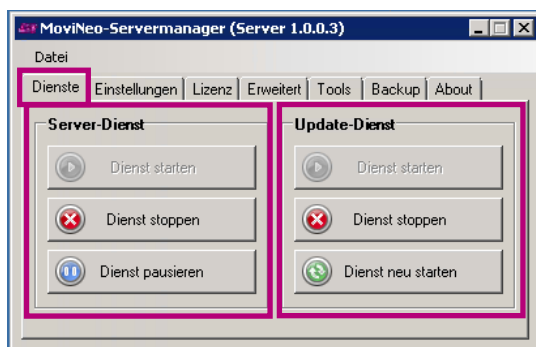 MoviNeo-Servermanager (Server 1.0.0.3)
Datei
Dienste Einstellungen Lizenz Erweitert Tools Backup About
Server-Dienst
Dienst starten
Dienst stoppen
Dienst pausieren
Update-Dienst
Dienst starten
Dienst stoppen
Dienst neu starten